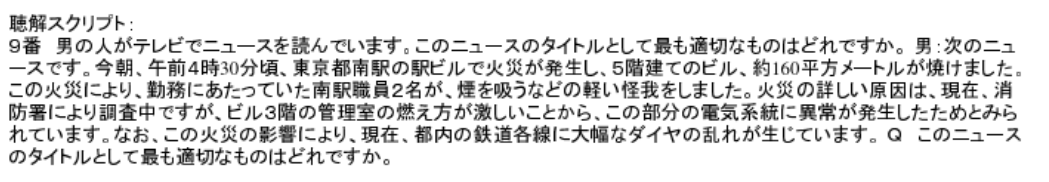 聴解スクリプト：
９番　男の人がテレビでニュースを読んでいます。このニュースのタイトルとして最も適切なものはどれですか。 男：次のニュ
ースです。今朝、午前４時30分頃、東京都南駅の駅ビルで火災が発生し、５階建てのビル、約160平方メートルが焼けました。
この火災により、勤務にあたっていた南駅職員２名が、煙を吸うなどの軽い怪我をしました。火災の詳しい原因は、現在、消
防署により調査中ですが、ビル３階の管理室の燃え方が激しいことから、この部分の電気系統に異常が発生したためとみら
れています。なお、この火災の影響により、現在、都内の鉄道各線に大幅なダイヤの乱れが生じています。 Ｑ　このニュース
のタイトルとして最も適切なものはどれですか。